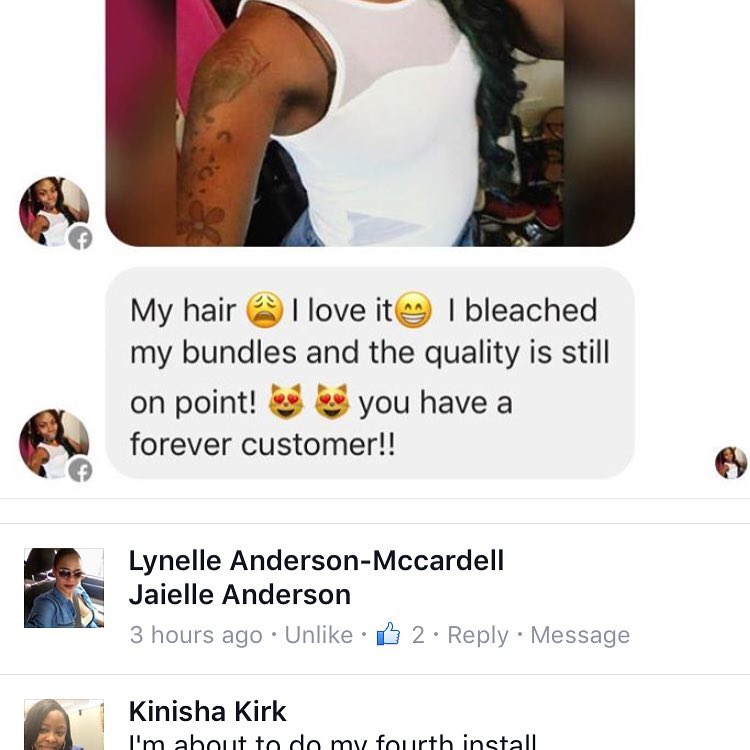 My hair 😩 I love it😁 I bleached
my bundles and the quality is still
on point! 😻 😻 you have a
forever customer!!
Lynelle Anderson-Mccardell
Jaielle Anderson
3 hours ago · Unlike · 👍 2 · Reply · Message
Kinisha Kirk
I'm about to do my fourth install